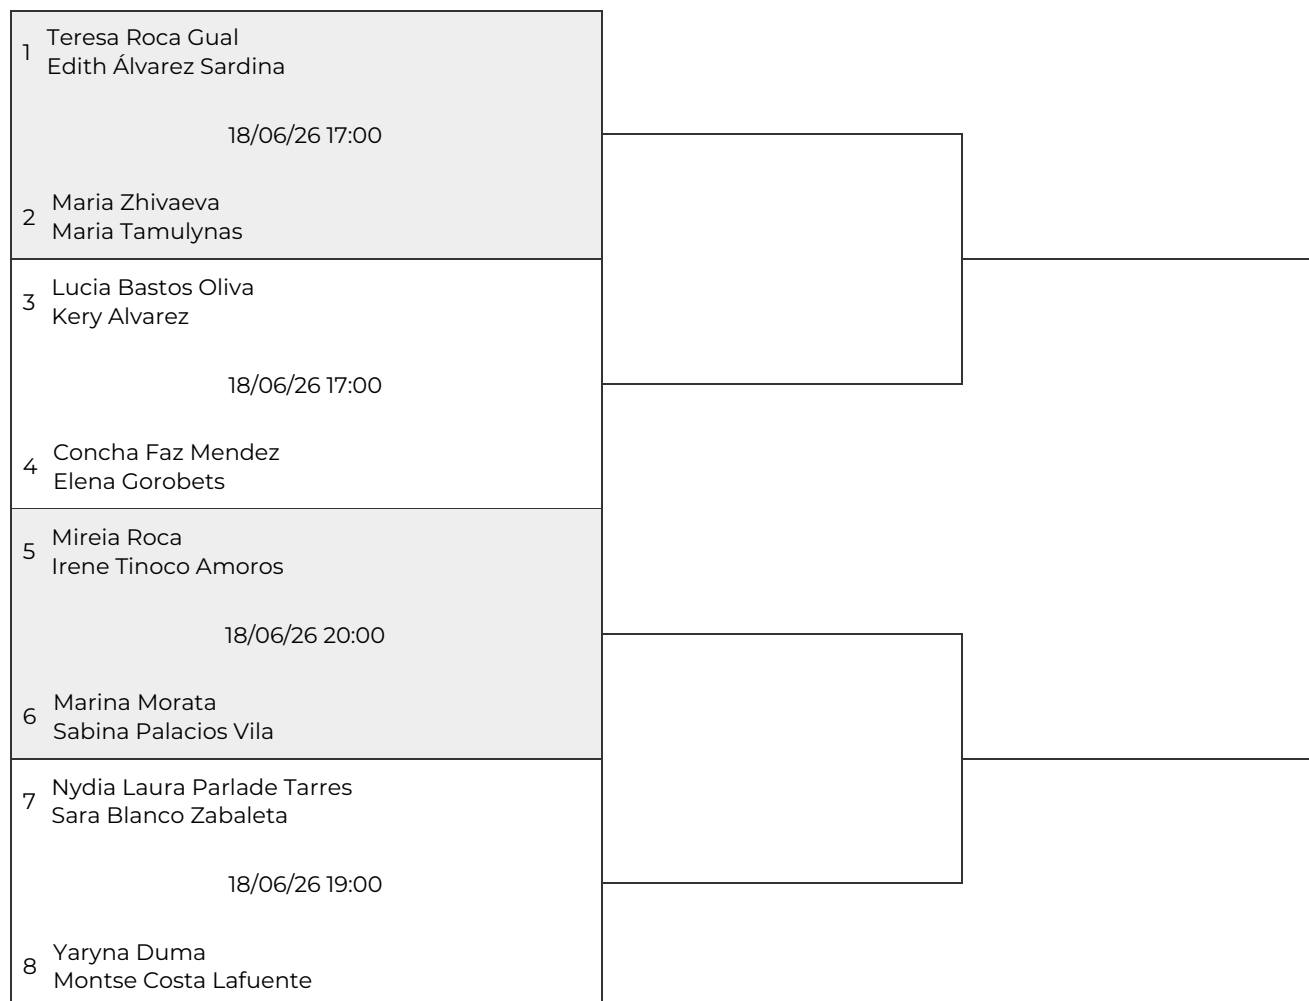 1
Teresa Roca Gual
Edith Álvarez Sardina
18/06/26 17:00
2
Maria Zhivaeva
Maria Tamulynas
3
Lucia Bastos Oliva
Kery Alvarez
18/06/26 17:00
4
Concha Faz Mendez
Elena Gorobets
5
Mireia Roca
Irene Tinoco Amoros
18/06/26 20:00
6
Marina Morata
Sabina Palacios Vila
7
Nydia Laura Parlade Tarres
Sara Blanco Zabaleta
18/06/26 19:00
8
Yaryna Duma
Montse Costa Lafuente